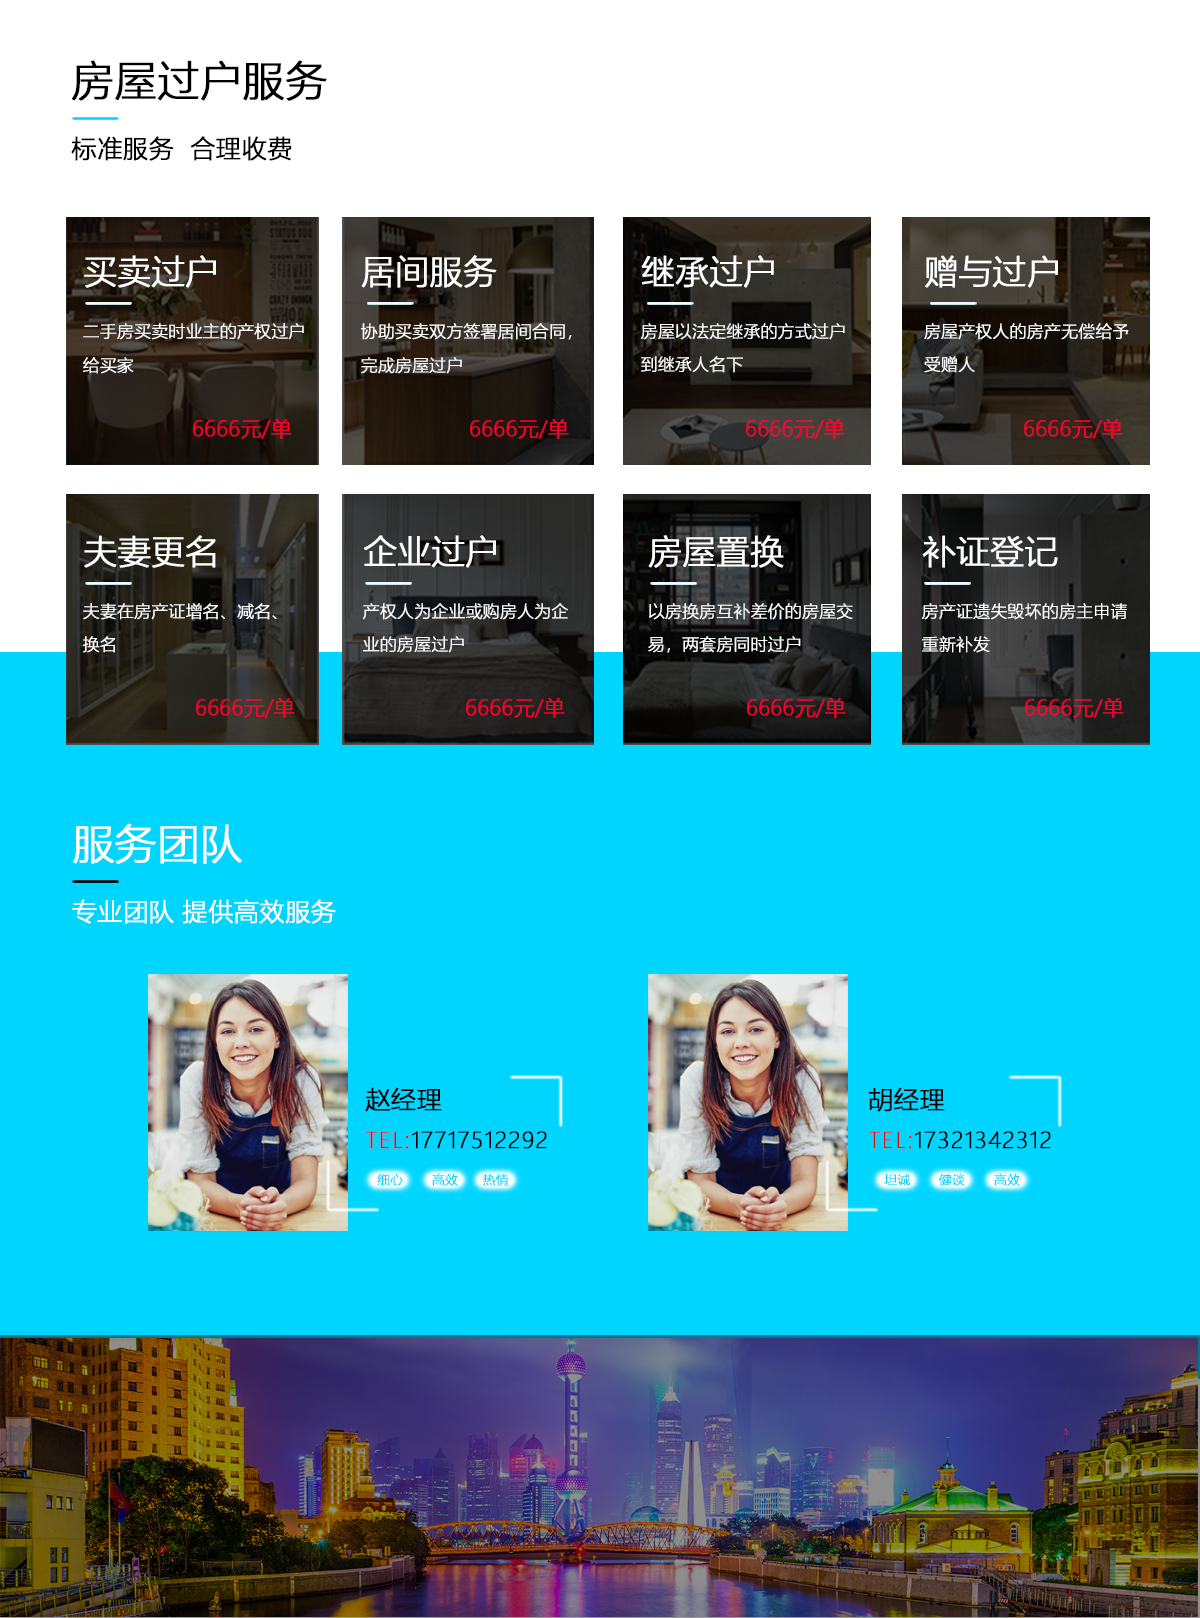 房屋过户服务
标准服务 合理收费
买卖过户
二手房买卖时业主的产权过户
给买家
6666元/单
居间服务
协助买卖双方签署居间合同，
完成房屋过户
6666元/单
继承过户
房屋以法定继承的方式过户
到继承人名下
6666元/单
赠与过户
房屋产权人的房产无偿给予
受赠人
6666元/单
夫妻更名
夫妻在房产证增名、减名、
换名
6666元/单
企业过户
产权人为企业或购房人为企
业的房屋过户
6666元/单
房屋置换
以房换房互补差价的房屋交
易，两套房同时过户
6666元/单
补证登记
房产证遗失毁坏的房主申请
重新补发
6666元/单
服务团队
专业团队 提供高效服务
赵经理
TEL:17717512292
细心 高效 热情
胡经理
TEL:17321342312
坦诚 健谈 高效